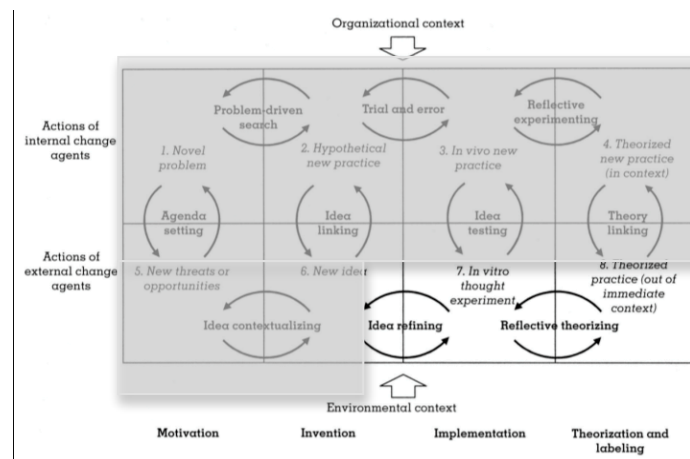 Organizational context
Actions of
internal change
agents
Problem-driven
search
Trial and error
Reflective
experimenting
1. Novel
problem
2. Hypothetical
new practice
3. In vivo new
practice
4. Theorized
new practice
(in context)
Agenda
setting
Idea
linking
Idea
testing
Theory
linking
Actions of
external change
agents
5. New threats or
opportunities
6. New idea
7. In vitro
thought
experiment
8. Theorized
practice (out of
immediate
context)
Idea contextualizing
Idea refining
Reflective theorizing
Environmental context
Motivation
Invention
Implementation
Theorization and
labeling